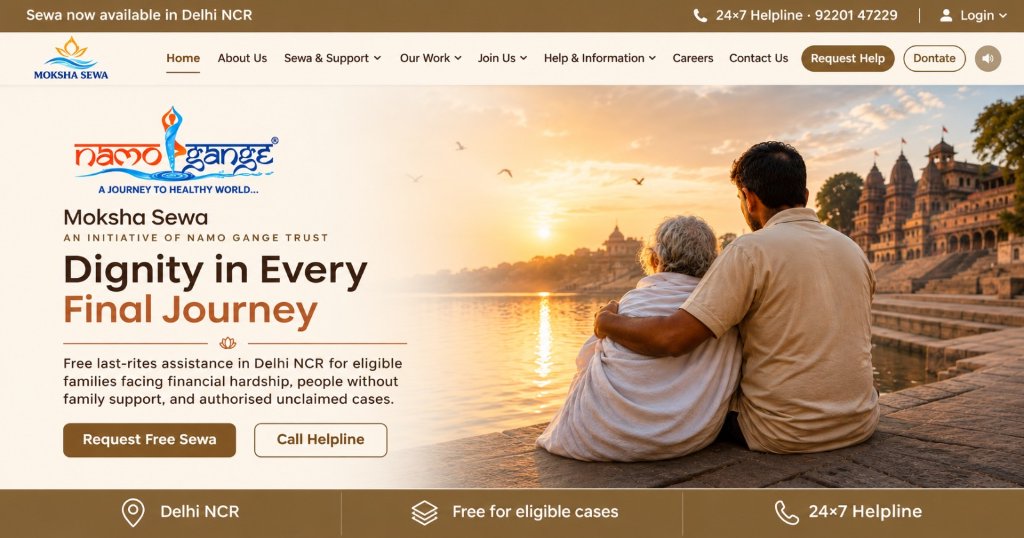 Sewa now available in Delhi NCR
24×7 Helpline · 92201 47229
Login
MOKSHA SEWA
Home
About Us
Sewa & Support
Our Work
Join Us
Help & Information
Careers
Contact Us
Request Help
Donate
namo gange®
A JOURNEY TO HEALTHY WORLD...
Moksha Sewa
AN INITIATIVE OF NAMO GANGE TRUST
Dignity in Every
Final Journey
Free last-rites assistance in Delhi NCR for eligible
families facing financial hardship, people without
family support, and authorised unclaimed cases.
Request Free Sewa
Call Helpline
Delhi NCR
Free for eligible cases
24×7 Helpline